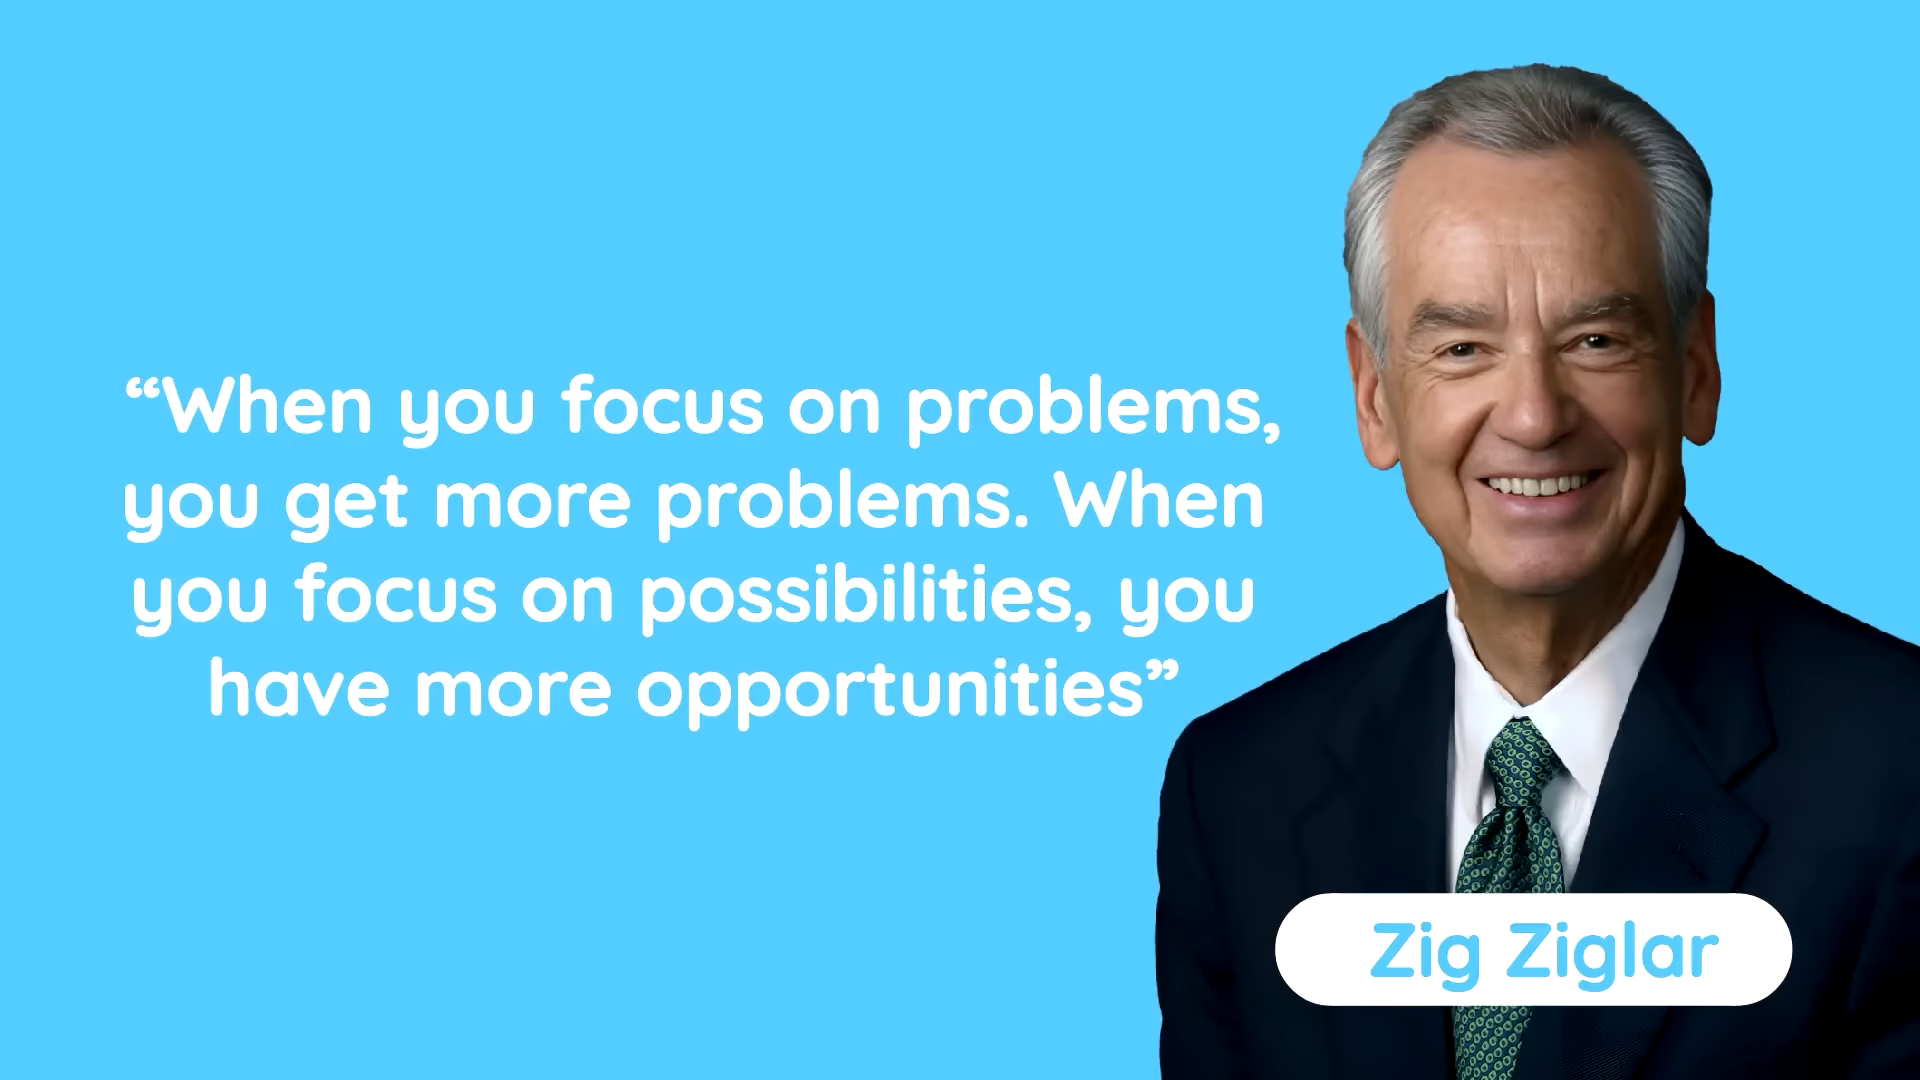 “When you focus on problems,
you get more problems. When
you focus on possibilities, you
have more opportunities”
Zig Ziglar